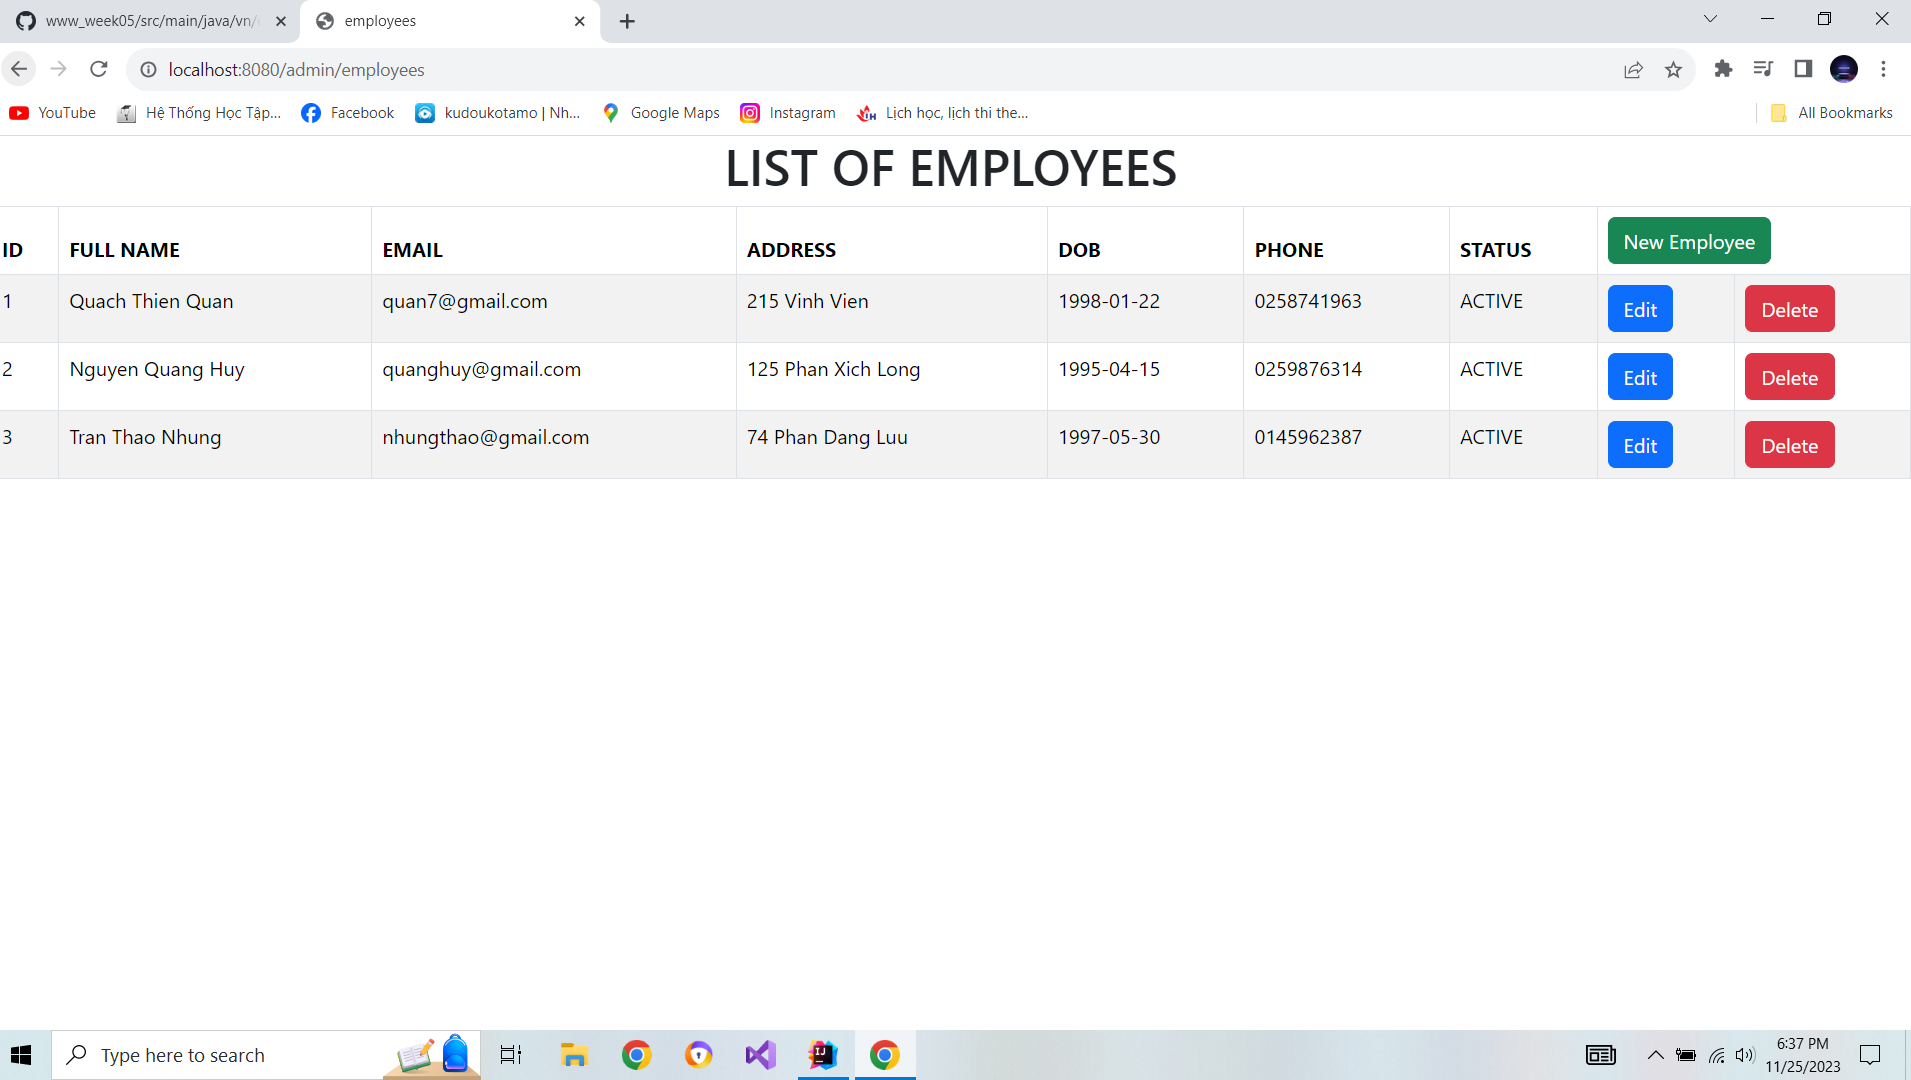 www_week05/src/main/java/vn/
employees
localhost:8080/admin/employees
YouTube Hệ Thống Học Tập... Facebook kudoukotamo | Nh... Google Maps Instagram Lịch học, lịch thi the... All Bookmarks
LIST OF EMPLOYEES
ID FULL NAME EMAIL ADDRESS DOB PHONE STATUS New Employee
1 Quach Thien Quan quan7@gmail.com 215 Vinh Vien 1998-01-22 0258741963 ACTIVE Edit Delete
2 Nguyen Quang Huy quanghuy@gmail.com 125 Phan Xich Long 1995-04-15 0259876314 ACTIVE Edit Delete
3 Tran Thao Nhung nhungthao@gmail.com 74 Phan Dang Luu 1997-05-30 0145962387 ACTIVE Edit Delete
Type here to search
6:37 PM
11/25/2023